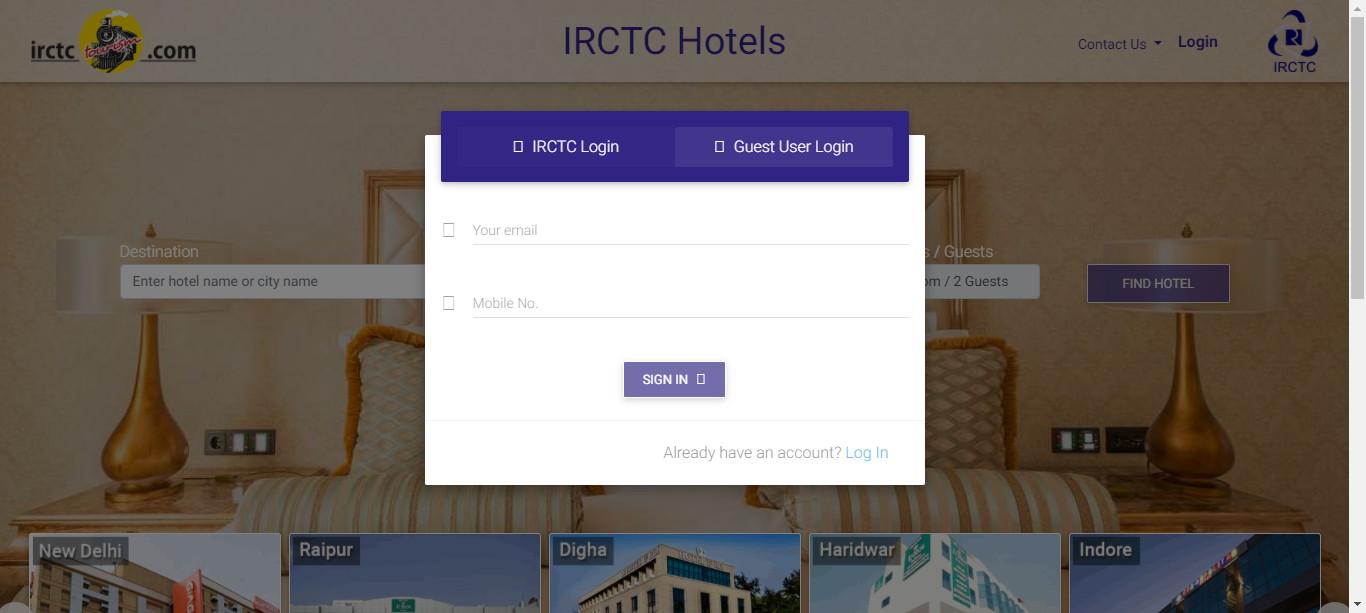 irctc tourism .com
IRCTC Hotels
Contact Us
Login
IRCTC
IRCTC Login
Guest User Login
Your email
Destination
s / Guests
Enter hotel name or city name
om / 2 Guests
FIND HOTEL
Mobile No.
SIGN IN
Already have an account? Log In
New Delhi
Raipur
Digha
Haridwar
Indore